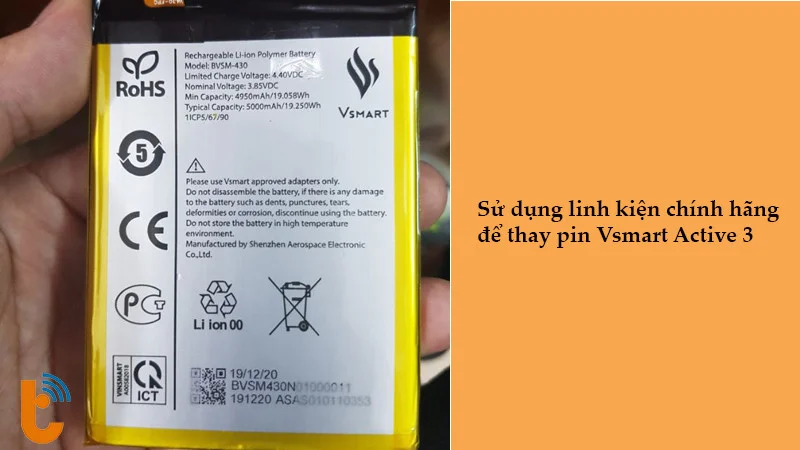 RoHS
Rechargeable Li-ion Polymer Battery
Model: BVSM-430
Limited Charge Voltage: 4.40VDC
Nominal Voltage: 3.85VDC
Min Capacity: 4950mAh/19.058Wh
Typical Capacity: 5000mAh/19.250Wh
1ICP5/67/90
VSMART
5
Please use Vsmart approved adapters only.
Do not disassemble the battery, if there is any damage
to the battery such as dents, punctures, tears,
deformities or corrosion, discontinue using the battery.
Do not store the battery in high temperature
environment.
Manufactured by Shenzhen Aerospace Electronic
Co.,Ltd.
CE
Li ion 00
VINSMART
A00562018
ICT
19/12/20
BVSM430N01000011
191220 ASAS010110353
Sử dụng linh kiện chính hãng
để thay pin Vsmart Active 3